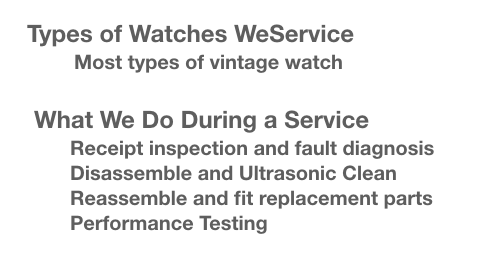 Types of Watches WeService
Most types of vintage watch
What We Do During a Service
Receipt inspection and fault diagnosis
Disassemble and Ultrasonic Clean
Reassemble and fit replacement parts
Performance Testing